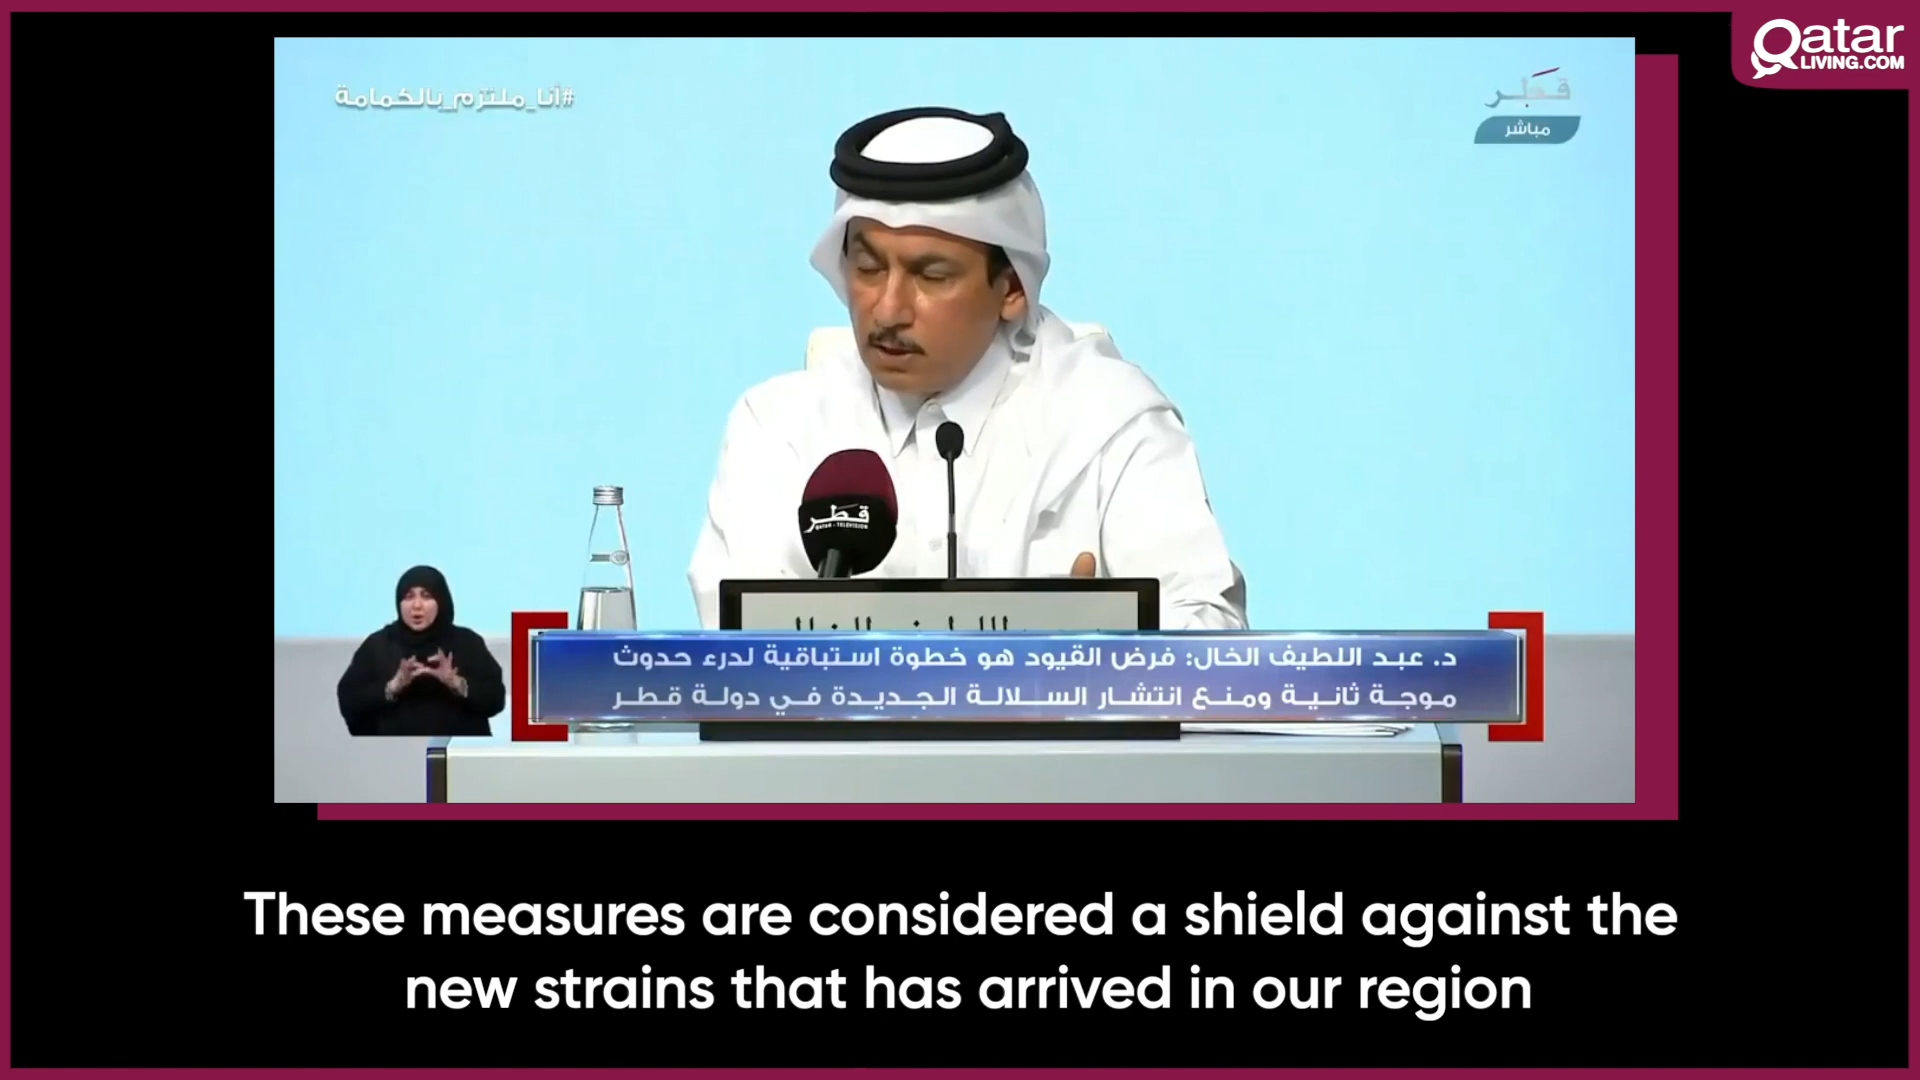 Qatar
LIVING.COM
#أنا_ملتزم_بالكمامة
قطر
مباشر
قطر
QATAR - TELEVISION
د. عبد اللطيف الخال: فرض القيود هو خطوة استباقية لدرء حدوث
موجة ثانية ومنع انتشار السلالة الجديدة في دولة قطر
These measures are considered a shield against the
new strains that has arrived in our region